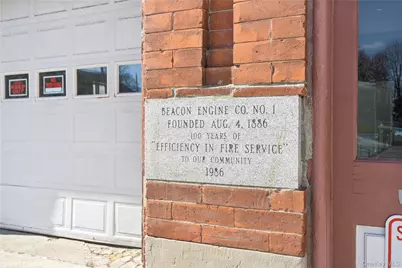 BEACON ENGINE CO. NO. 1
FOUNDED AUG. 4, 1886
100 YEARS OF
"EFFICIENCY IN FIRE SERVICE"
TO OUR COMMUNITY
1986